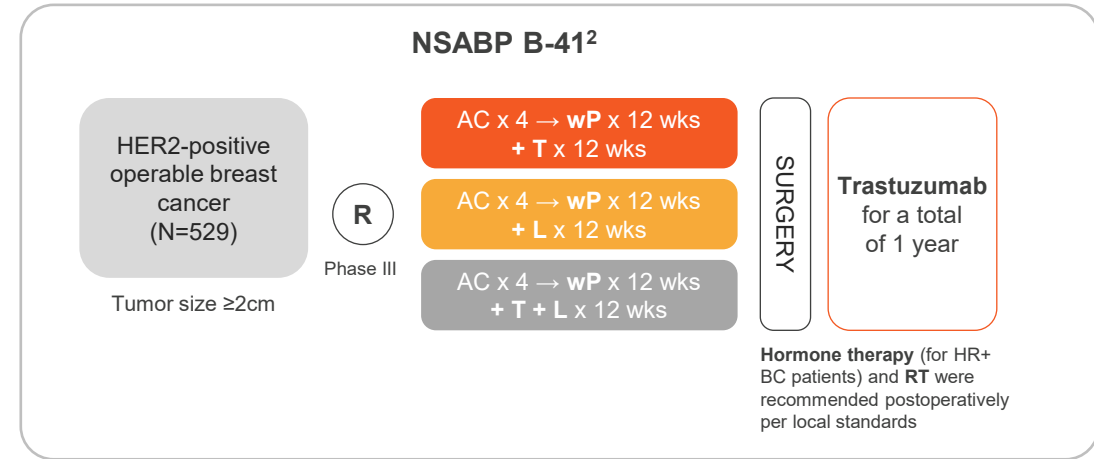 NSABP B-41²
HER2-positive
operable breast
cancer
(N=529)
Tumor size ≥2cm
R
Phase III
AC x 4 → wP x 12 wks
+ T x 12 wks
AC x 4 → wP x 12 wks
+ L x 12 wks
AC x 4 → wP x 12 wks
+ T + L x 12 wks
SURGERY
Trastuzumab
for a total
of 1 year
Hormone therapy (for HR+
BC patients) and RT were
recommended postoperatively
per local standards